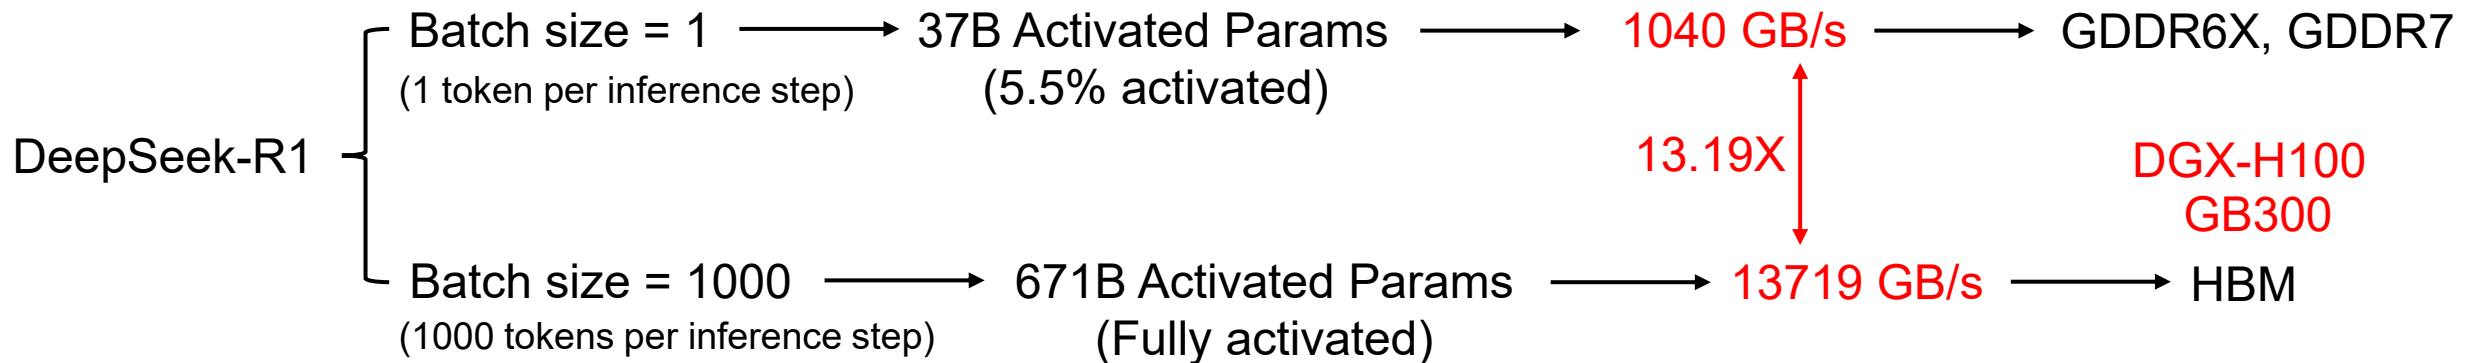 DeepSeek-R1
Batch size = 1
(1 token per inference step)
37B Activated Params
(5.5% activated)
1040 GB/s
GDDR6X, GDDR7
13.19X
DGX-H100
GB300
Batch size = 1000
(1000 tokens per inference step)
671B Activated Params
(Fully activated)
13719 GB/s
HBM